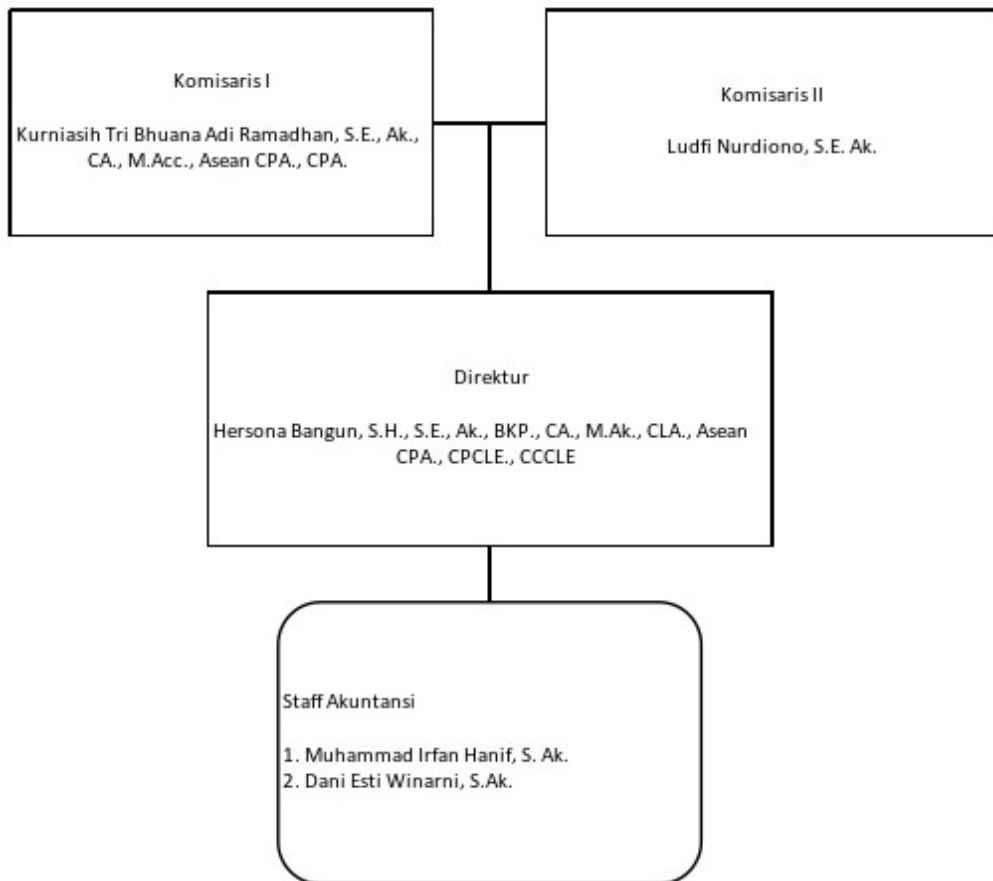 Komisaris I
Kurniasih Tri Bhuana Adi Ramadhan, S.E., Ak.,
CA., M.Acc., Asean CPA., CPA.
Komisaris II
Ludfi Nurdiono, S.E. Ak.
Direktur
Hersona Bangun, S.H., S.E., Ak., BKP., CA., M.Ak., CLA., Asean
CPA., CPCLE., CCCLE
Staff Akuntansi
1. Muhammad Irfan Hanif, S. Ak.
2. Dani Esti Winarni, S.Ak.